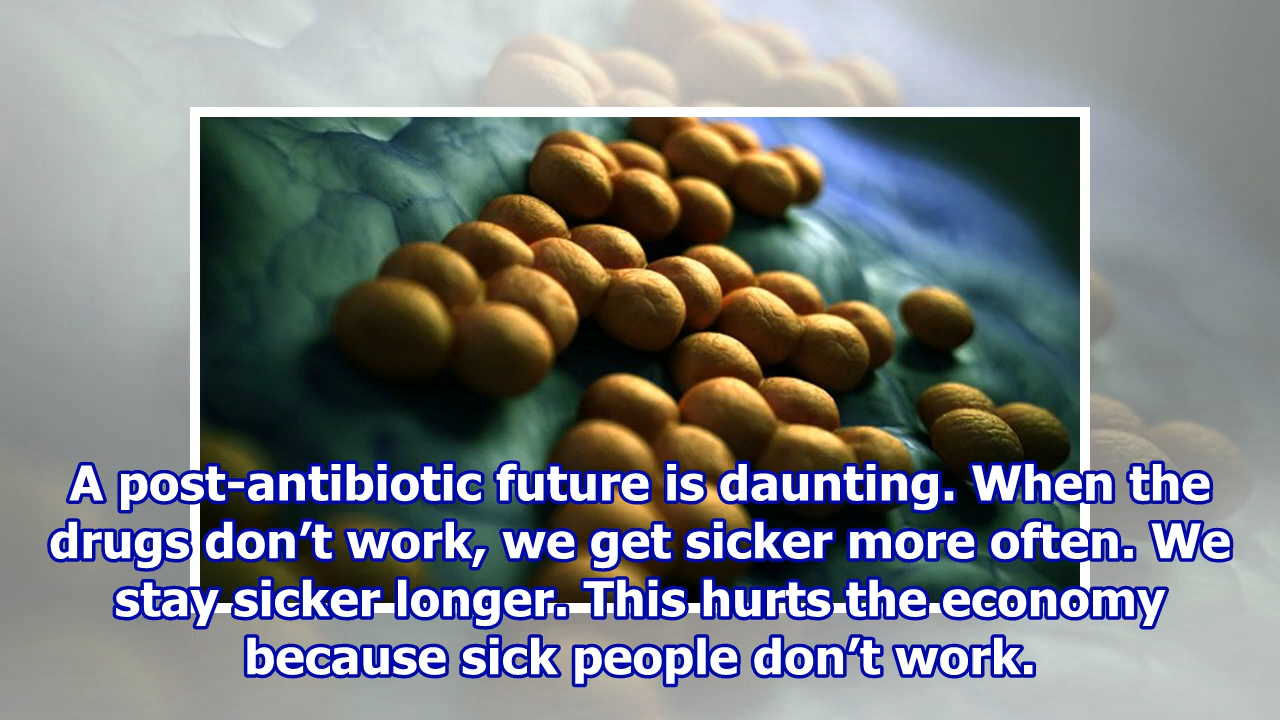 A post-antibiotic future is daunting. When the
drugs don’t work, we get sicker more often. We
stay sicker longer. This hurts the economy
because sick people don’t work.